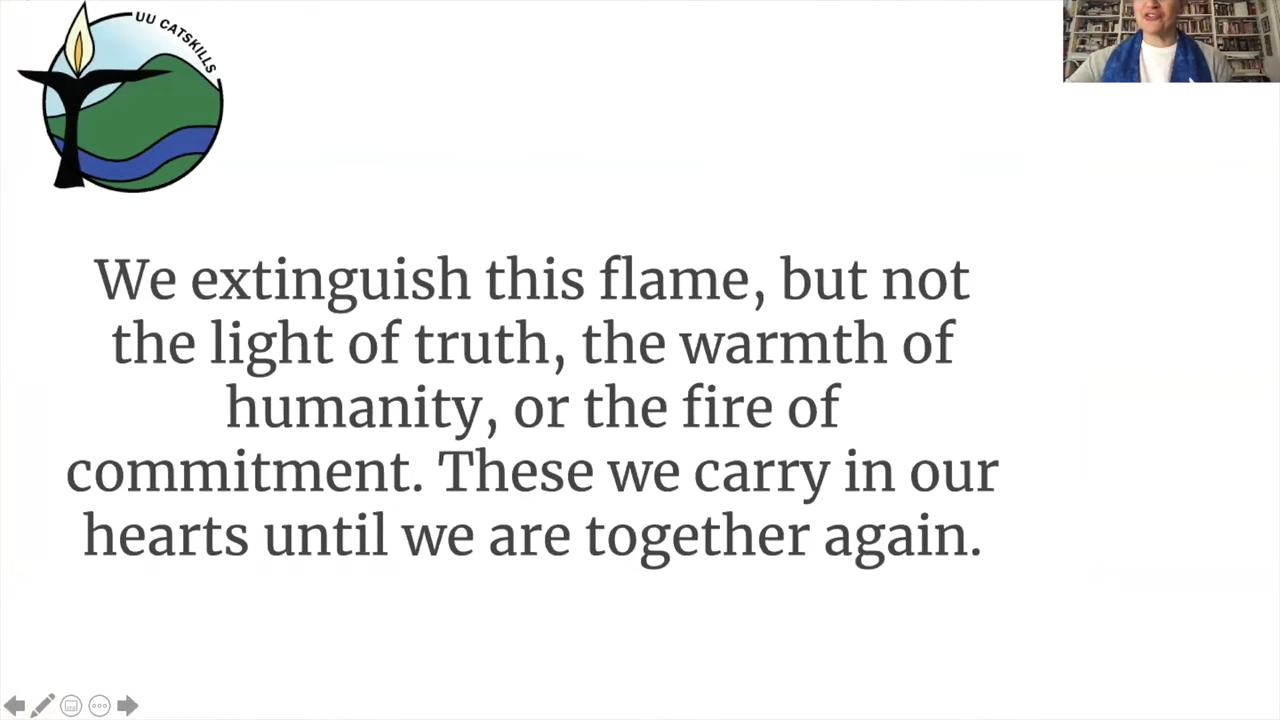 UU CATSKILLS
We extinguish this flame, but not
the light of truth, the warmth of
humanity, or the fire of
commitment. These we carry in our
hearts until we are together again.